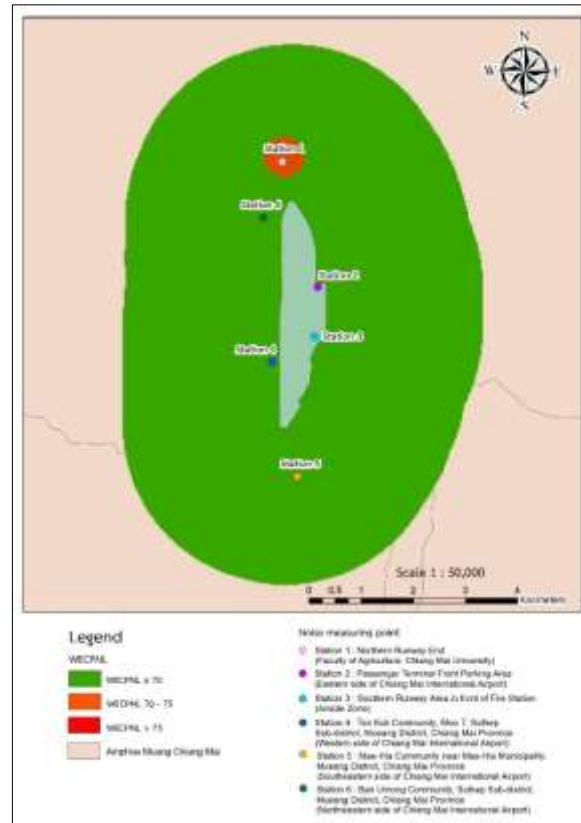 N
W
E
S
Station 1
Station 6
Station 2
Station 3
Station 4
Station 5
Scale 1 : 50,000
0 0.5 1 2 3 4
Kilometers
Legend
WECPNL
WECPNL ≤ 70
WECPNL 70 - 75
WECPNL > 75
Amphoe Muang Chiang Mai
Noise measuring point
Station 1 : Northern Runway End
(Faculty of Agriculture, Chiang Mai University)
Station 2 : Passenger Terminal Front Parking Area
(Eastern side of Chiang Mai International Airport)
Station 3 : Southern Runway Area in front of Fire Station
(Airside Zone)
Station 4 : Ton Kok Community, Moo 7, Suthep
Sub-district, Mueang District, Chiang Mai Province
(Western side of Chiang Mai International Airport)
Station 5 : Mae-Hia Community near Mae-Hia Municipality,
Mueang District, Chiang Mai Province
(Southeastern side of Chiang Mai International Airport)
Station 6 : Ban Umong Community, Suthep Sub-district,
Mueang District, Chiang Mai Province
(Northeastern side of Chiang Mai International Airport)